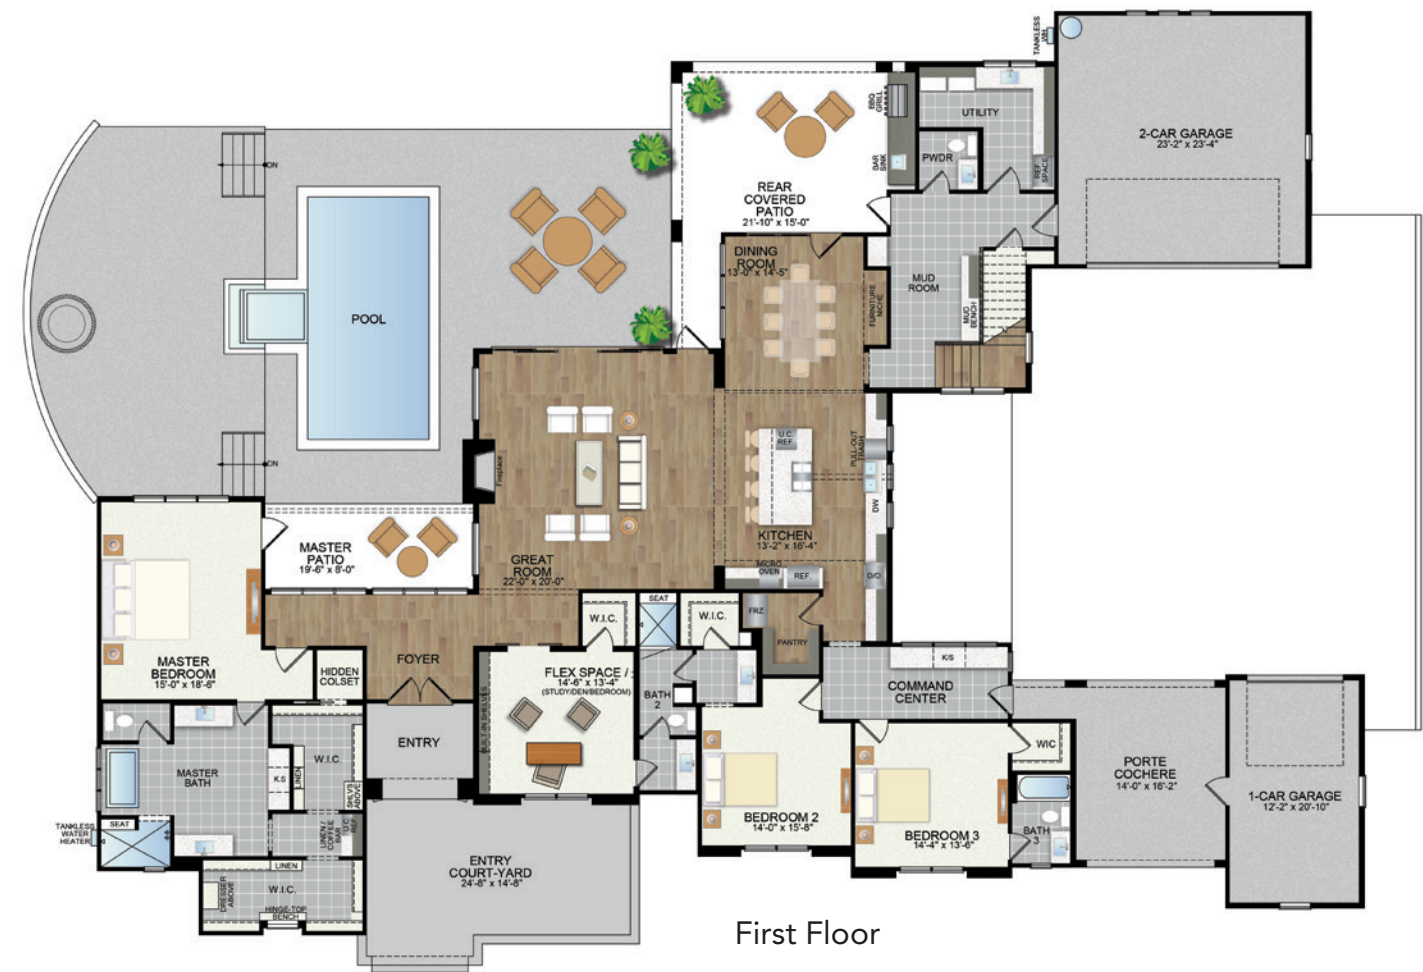 TANKLESS
WH
2-CAR GARAGE
23'-2" x 23'-4"
BBQ
GRILL
BAR
SINK
UTILITY
PWDR
REF.
SPACE
REAR
COVERED
PATIO
21'-10" x 15'-0"
DN
POOL
DN
DINING
ROOM
13'-0" x 14'-5"
FURNITURE
NICHE
MUD
ROOM
MUD
BENCH
U.C.
REF.
PULL-OUT
TRASH
DW
KITCHEN
13'-2" x 16'-4"
MICRO
OVEN
REF.
D/O
Fireplace
GREAT
ROOM
22'-0" x 20'-0"
MASTER
PATIO
19'-6" x 8'-0"
MASTER
BEDROOM
15'-0" x 18'-6"
HIDDEN
COLSET
FOYER
W.I.C.
SEAT
W.I.C.
FRZ.
PANTRY
FLEX SPACE /
14'-6" x 13'-4"
(STUDY/DEN/BEDROOM)
BUILT-IN SHELVES
BATH
2
K/S
COMMAND
CENTER
ENTRY
MASTER
BATH
K.S
LINEN
W.I.C.
SHLVS
ABOVE
LINEN /
COFFEE
BAR
U.C.
REF.
TANKLESS
WATER
HEATER
SEAT
LINEN
DRESSER
ABOVE
W.I.C.
HINGE-TOP
BENCH
ENTRY
COURT-YARD
24'-8" x 14'-8"
BEDROOM 2
14'-0" x 15'-8"
BEDROOM 3
14'-4" x 13'-6"
WIC
BATH
3
PORTE
COCHERE
14'-0" x 16'-2"
1-CAR GARAGE
12'-2" x 20'-10"
First Floor